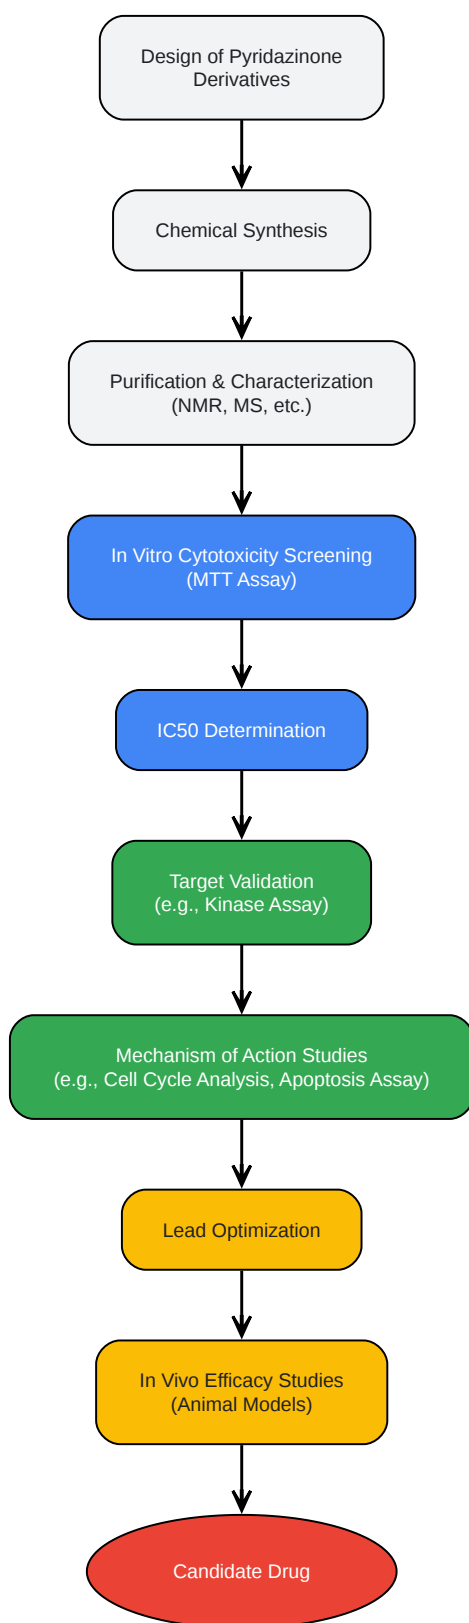 Design of Pyridazinone
Derivatives
Chemical Synthesis
Purification & Characterization
(NMR, MS, etc.)
In Vitro Cytotoxicity Screening
(MTT Assay)
IC50 Determination
Target Validation
(e.g., Kinase Assay)
Mechanism of Action Studies
(e.g., Cell Cycle Analysis, Apoptosis Assay)
Lead Optimization
In Vivo Efficacy Studies
(Animal Models)
Candidate Drug